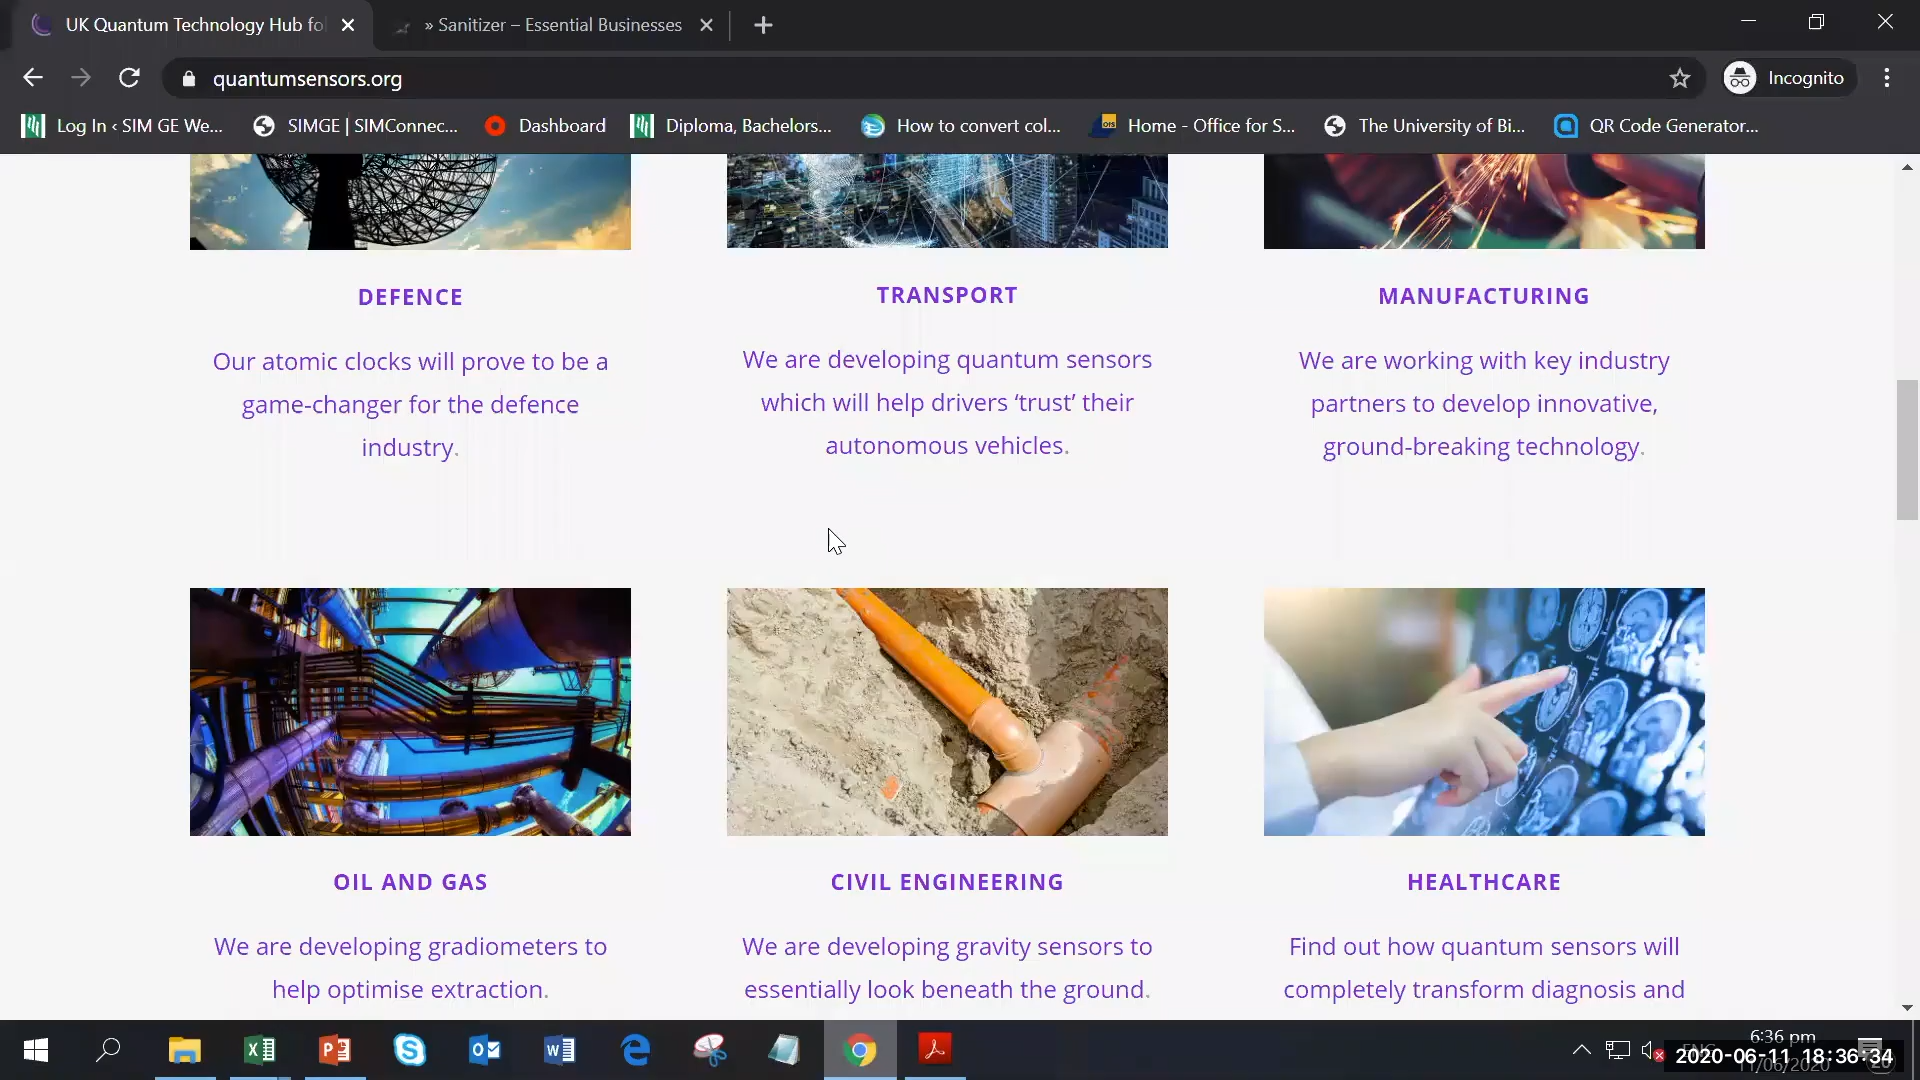 UK Quantum Technology Hub fo
» Sanitizer – Essential Businesses
quantumsensors.org
Incognito
Log In ‹ SIM GE We...
SIMGE | SIMConnec...
Dashboard
Diploma, Bachelors...
How to convert col...
Home - Office for S...
The University of Bi...
QR Code Generator...
DEFENCE
Our atomic clocks will prove to be a
game-changer for the defence
industry.
TRANSPORT
We are developing quantum sensors
which will help drivers ‘trust’ their
autonomous vehicles.
MANUFACTURING
We are working with key industry
partners to develop innovative,
ground-breaking technology.
OIL AND GAS
We are developing gradiometers to
help optimise extraction.
CIVIL ENGINEERING
We are developing gravity sensors to
essentially look beneath the ground.
HEALTHCARE
Find out how quantum sensors will
completely transform diagnosis and
6:36 pm
2020-06-11 18:36:34
11/06/2020
20